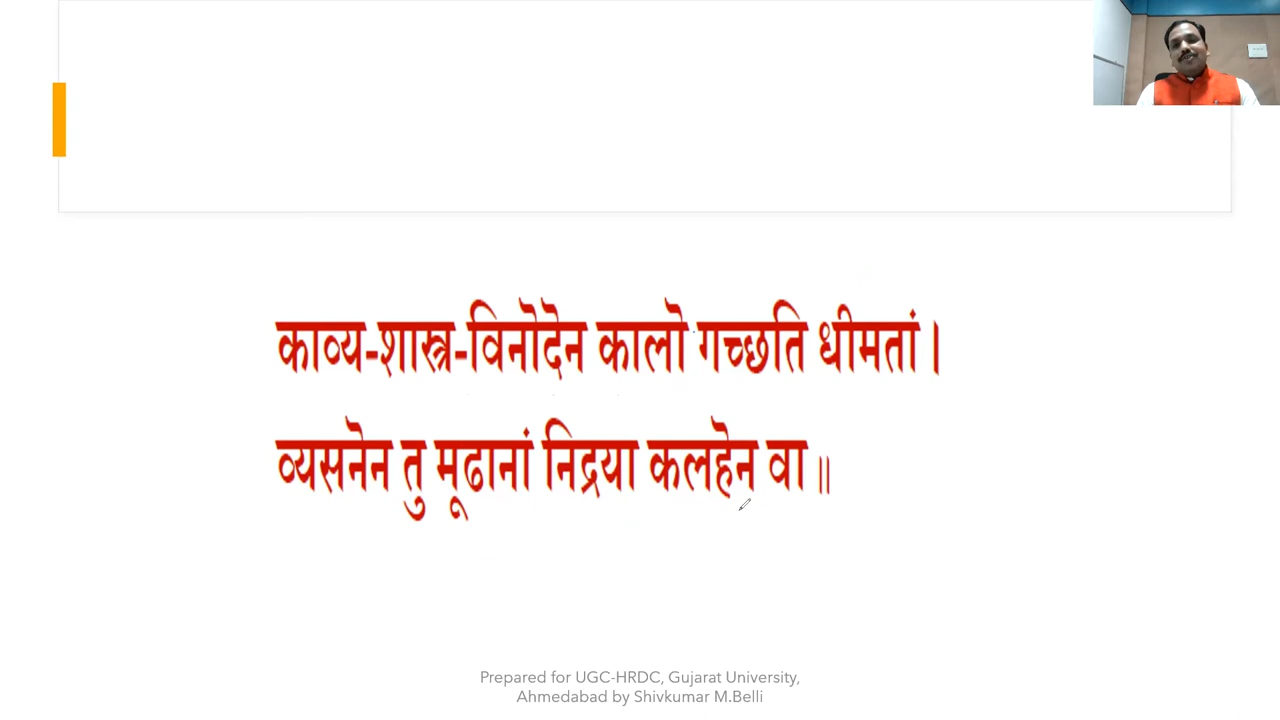 काव्य-शास्त्र-विनॊदॆन कालॊ गच्छति धीमतां।
व्यसनॆन तु मूढानां निद्रया कलहॆन वा॥
Prepared for UGC-HRDC, Gujarat University,
Ahmedabad by Shivkumar M.Belli